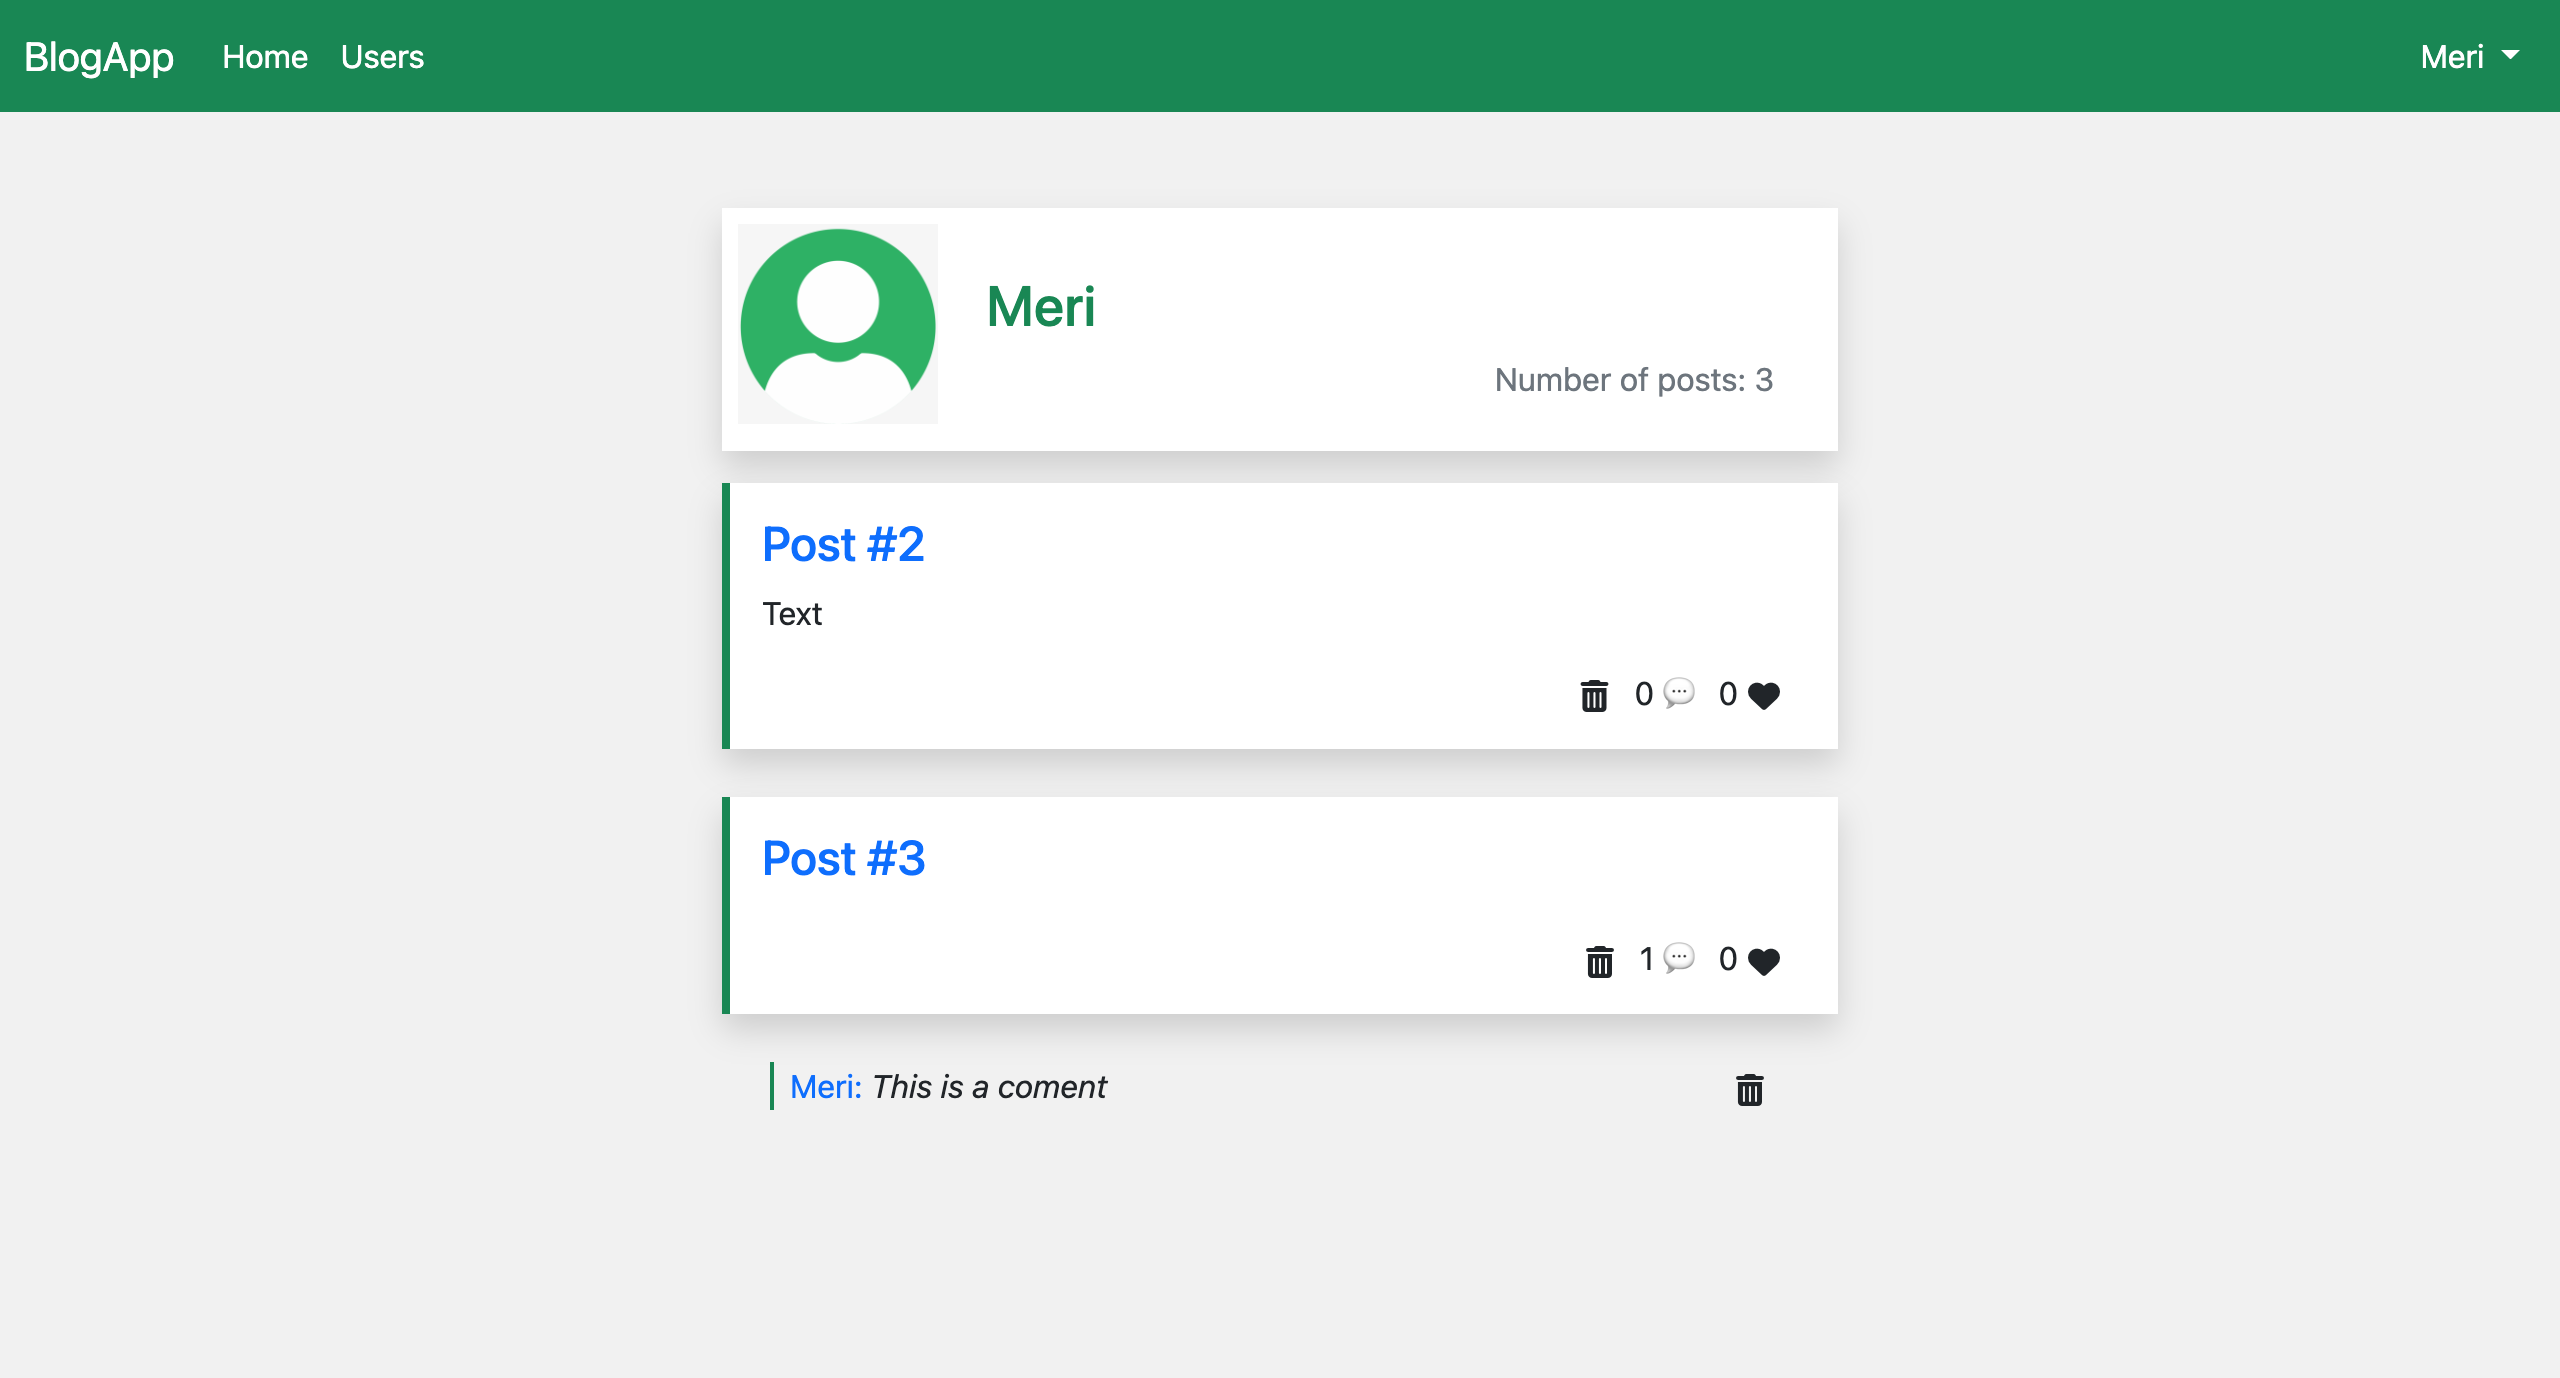 BlogApp Home Users Meri
Meri
Number of posts: 3
Post #2
Text
0 0
Post #3
1 0
Meri: This is a coment